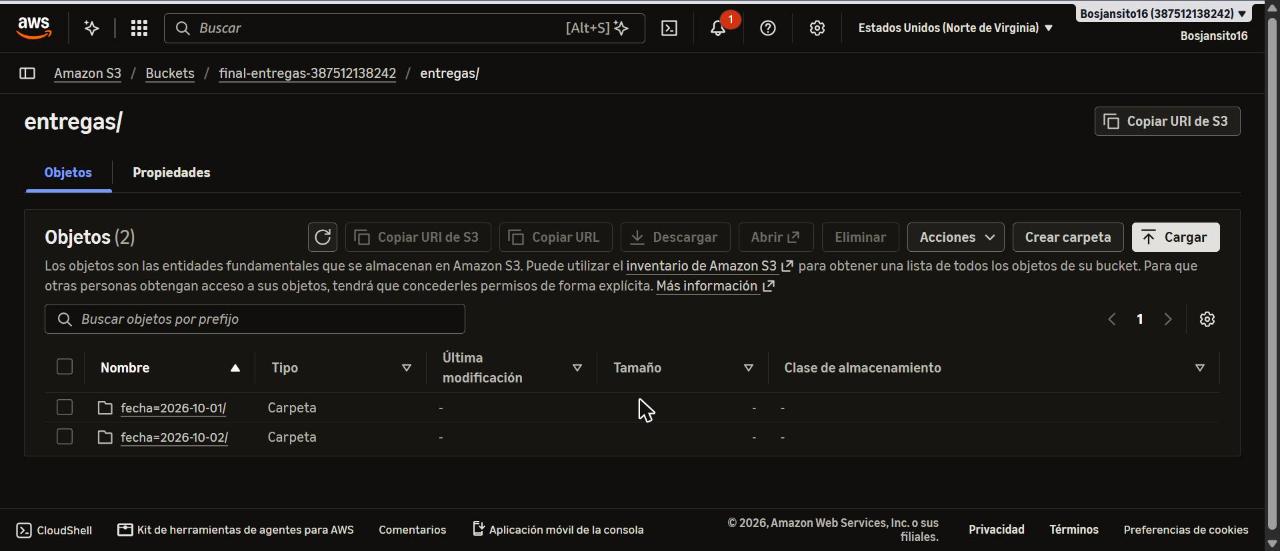 aws
Buscar
[Alt+S]
1
Estados Unidos (Norte de Virginia)
Bosjansito16 (387512138242)
Bosjansito16
Amazon S3 / Buckets / final-entregas-387512138242 / entregas/
entregas/
Copiar URI de S3
Objetos
Propiedades
Objetos (2)
Copiar URI de S3
Copiar URL
Descargar
Abrir
Eliminar
Acciones
Crear carpeta
Cargar
Los objetos son las entidades fundamentales que se almacenan en Amazon S3. Puede utilizar el inventario de Amazon S3 para obtener una lista de todos los objetos de su bucket. Para que
otras personas obtengan acceso a sus objetos, tendrá que concederles permisos de forma explícita. Más información
Buscar objetos por prefijo
1
Nombre
Tipo
Última
modificación
Tamaño
Clase de almacenamiento
fecha=2026-10-01/ Carpeta - - -
fecha=2026-10-02/ Carpeta - - -
CloudShell
Kit de herramientas de agentes para AWS
Comentarios
Aplicación móvil de la consola
© 2026, Amazon Web Services, Inc. o sus
filiales.
Privacidad
Términos
Preferencias de cookies